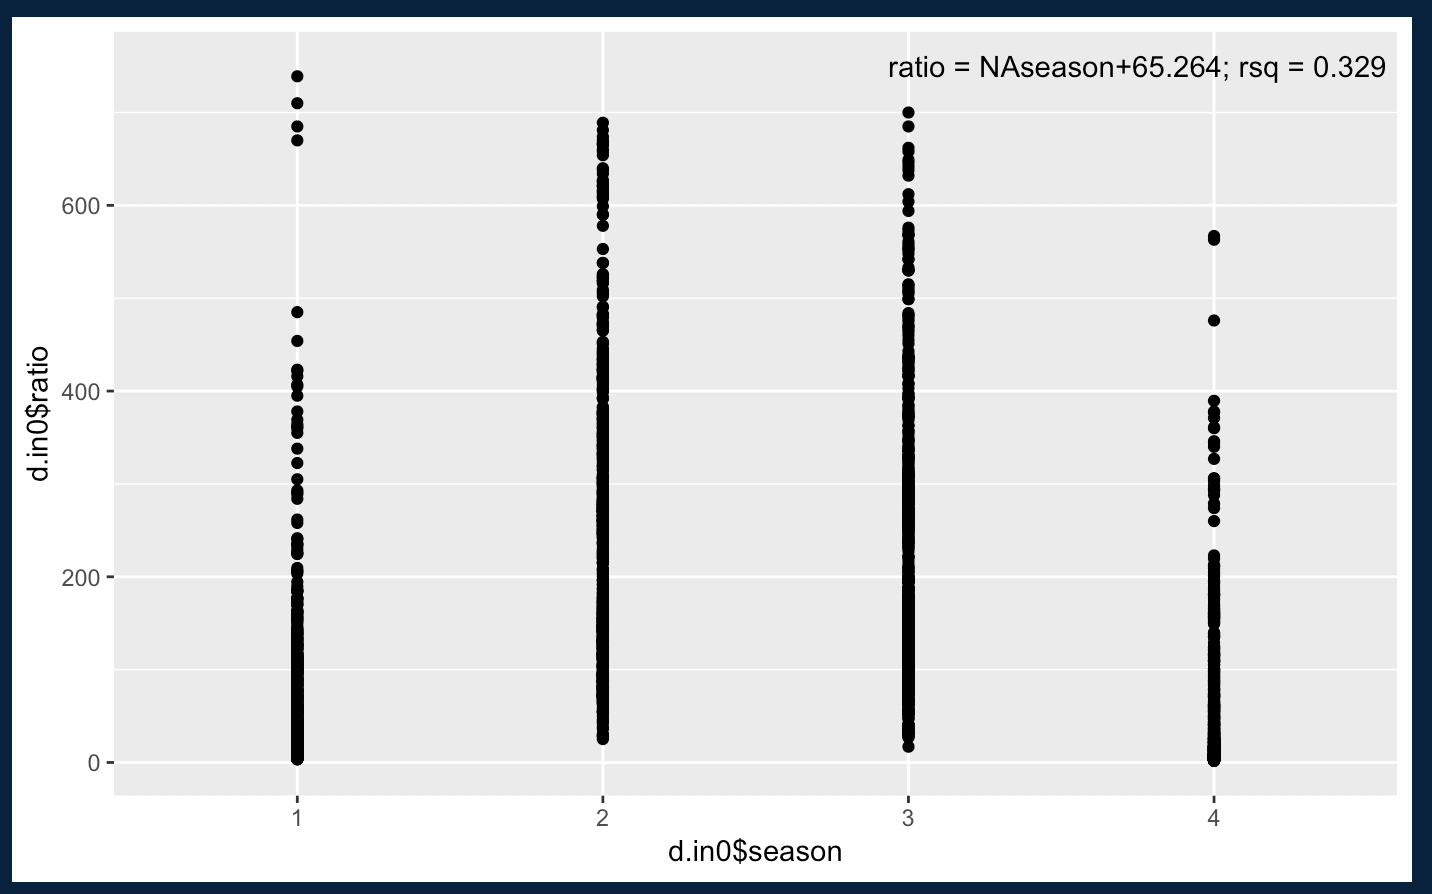 ratio = NAseason+65.264; rsq = 0.329
600
400
200
0
d.in0$ratio
1 2 3 4
d.in0$season